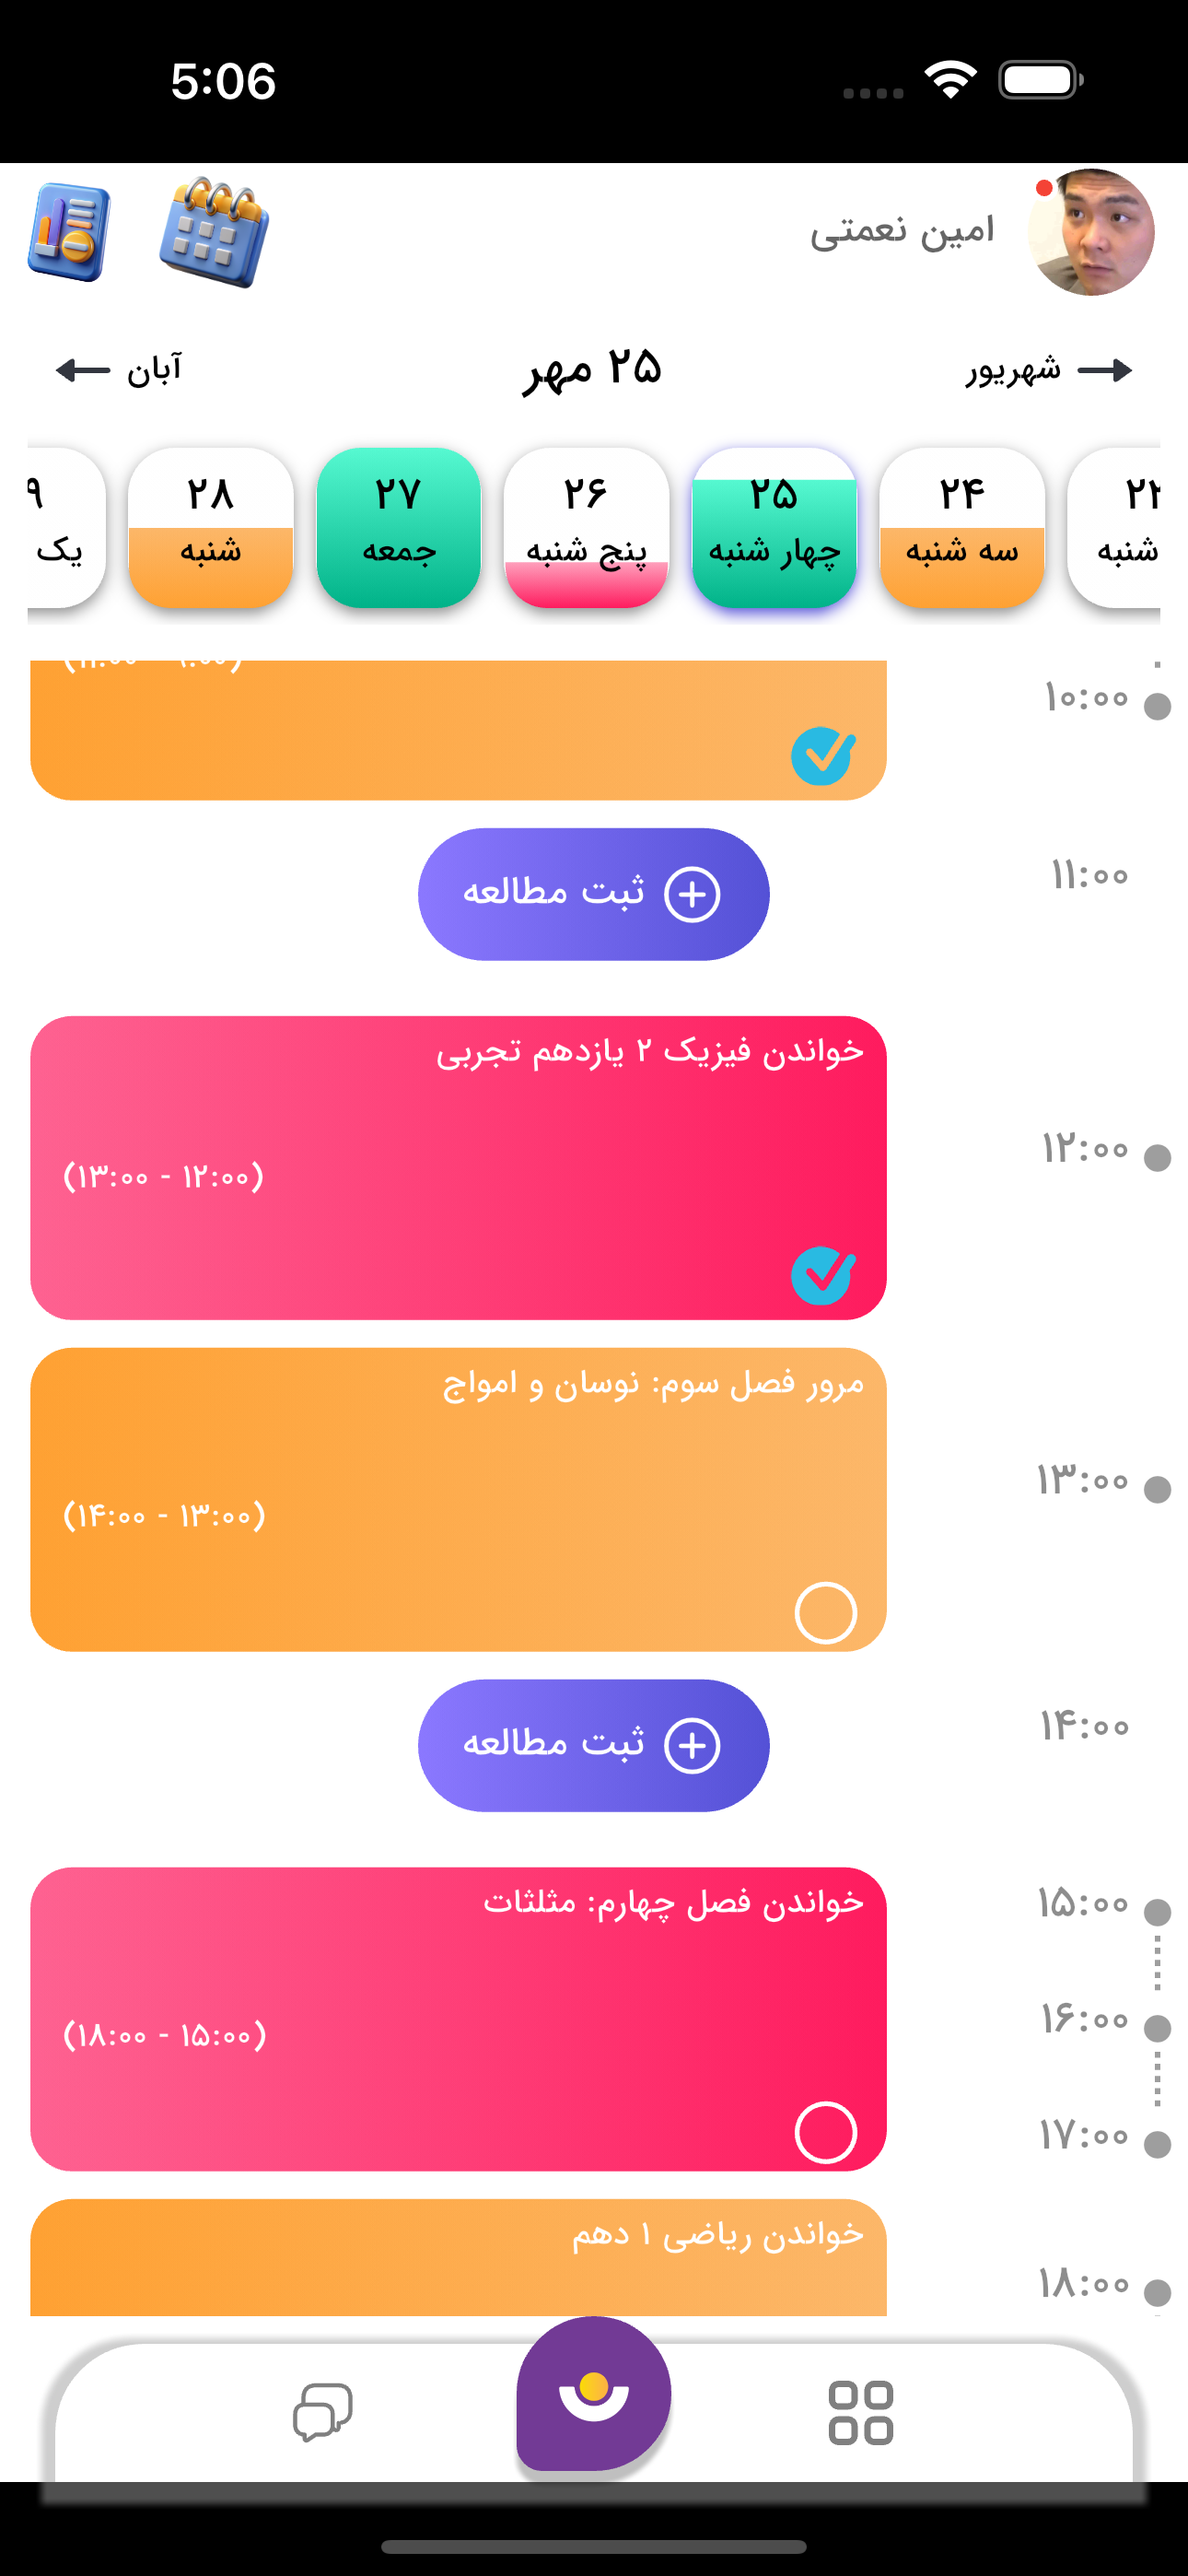 5:06
امین نعمتی
شهریور
۲۵ مهر
آبان
۲۴
سه شنبه
۲۵
چهار شنبه
۲۶
پنج شنبه
۲۷
جمعه
۲۸
شنبه
یک
شنبه
۱۰:۰۰
۱۱:۰۰
ثبت مطالعه
خواندن فیزیک ۲ یازدهم تجربی
۱۲:۰۰
(۱۲:۰۰ - ۱۳:۰۰)
مرور فصل سوم: نوسان و امواج
۱۳:۰۰
(۱۳:۰۰ - ۱۴:۰۰)
۱۴:۰۰
ثبت مطالعه
۱۵:۰۰
خواندن فصل چهارم: مثلثات
۱۶:۰۰
(۱۵:۰۰ - ۱۸:۰۰)
۱۷:۰۰
خواندن ریاضی ۱ دهم
۱۸:۰۰